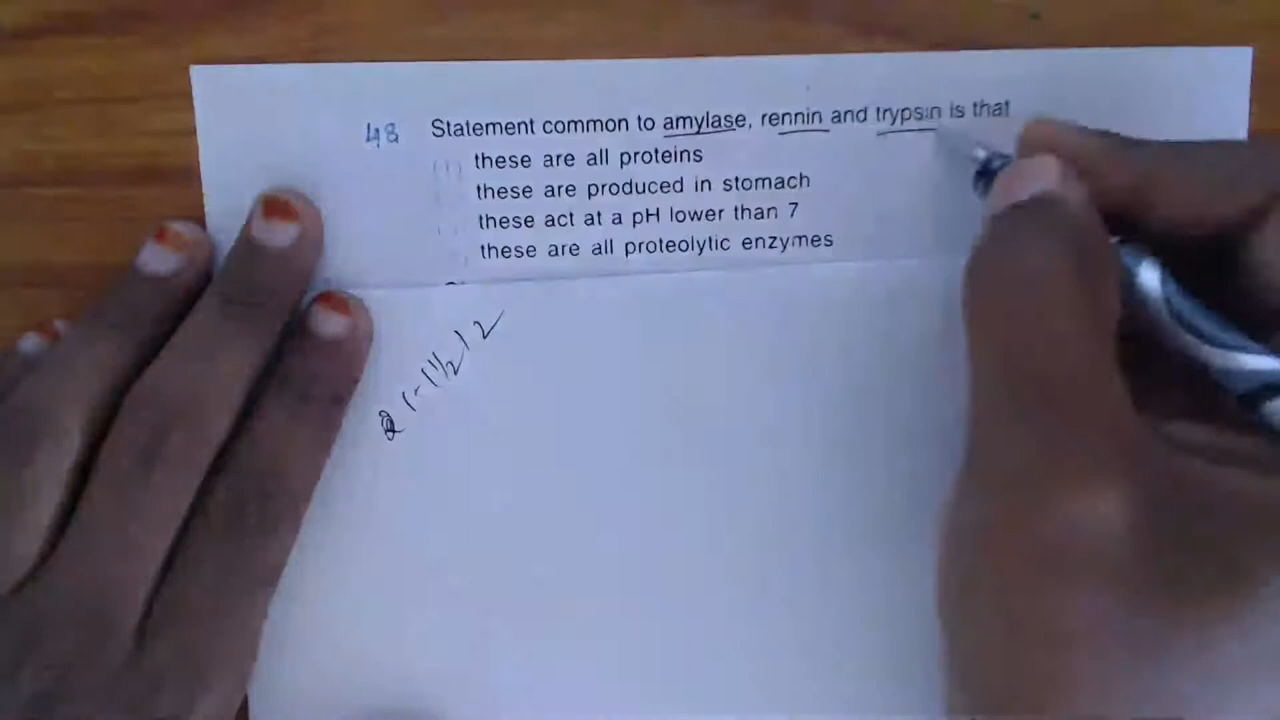 48 Statement common to amylase, rennin and trypsin is that
these are all proteins
these are produced in stomach
these act at a pH lower than 7
these are all proteolytic enzymes